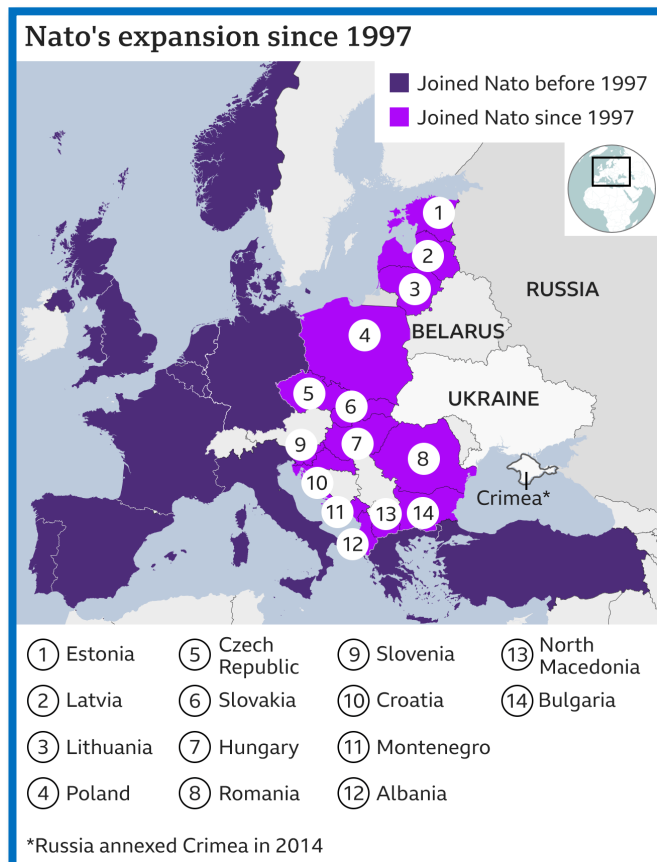 Nato's expansion since 1997
Joined Nato before 1997
Joined Nato since 1997
1
2
3
RUSSIA
4
BELARUS
5
6
UKRAINE
9
7
8
10
Crimea*
11
13
14
12
1 Estonia
2 Latvia
3 Lithuania
4 Poland
5 Czech
Republic
6 Slovakia
7 Hungary
8 Romania
9 Slovenia
10 Croatia
11 Montenegro
12 Albania
13 North
Macedonia
14 Bulgaria
*Russia annexed Crimea in 2014